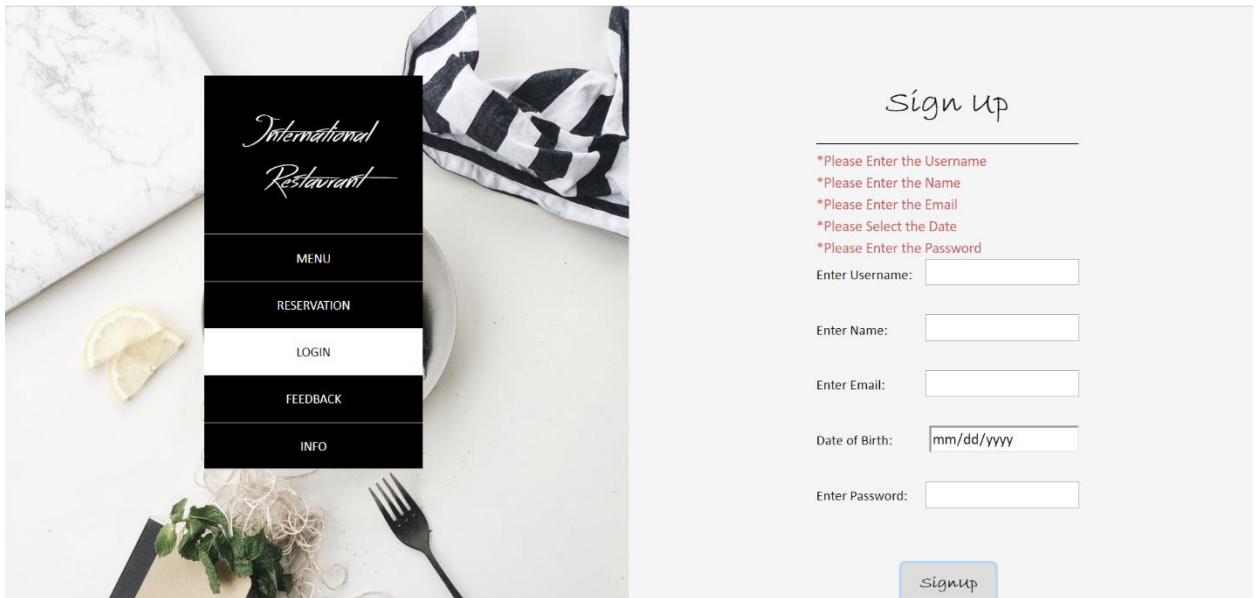 International
Restaurant
MENU
RESERVATION
LOGIN
FEEDBACK
INFO
Sign Up
*Please Enter the Username
*Please Enter the Name
*Please Enter the Email
*Please Select the Date
*Please Enter the Password
Enter Username:
Enter Name:
Enter Email:
Date of Birth: mm/dd/yyyy
Enter Password:
SignUp